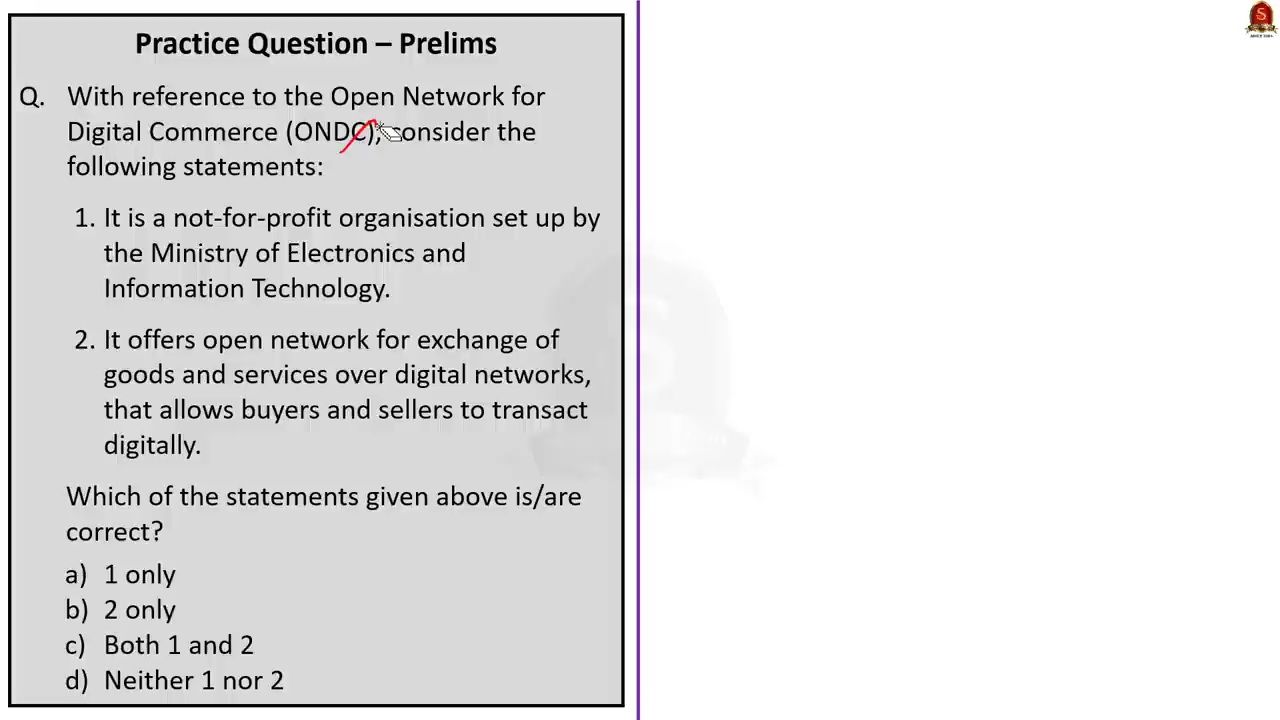 Practice Question – Prelims
Q. With reference to the Open Network for
Digital Commerce (ONDC), consider the
following statements:
1. It is a not-for-profit organisation set up by
the Ministry of Electronics and
Information Technology.
2. It offers open network for exchange of
goods and services over digital networks,
that allows buyers and sellers to transact
digitally.
Which of the statements given above is/are
correct?
a) 1 only
b) 2 only
c) Both 1 and 2
d) Neither 1 nor 2
S